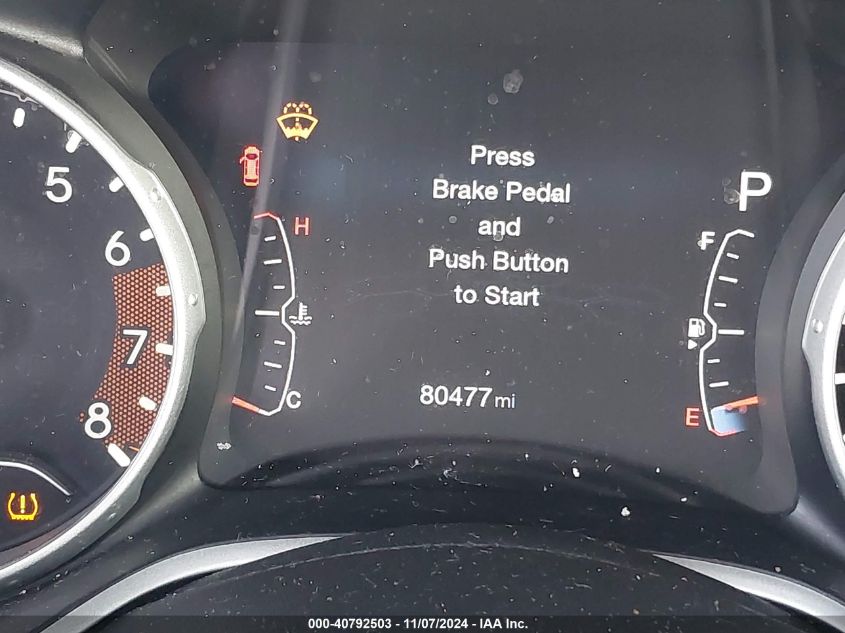 5
6
7
8
Press
Brake Pedal
and
Push Button
to Start
P
H
C
F
E
80477 mi
000-40792503 - 11/07/2024 - IAA Inc.